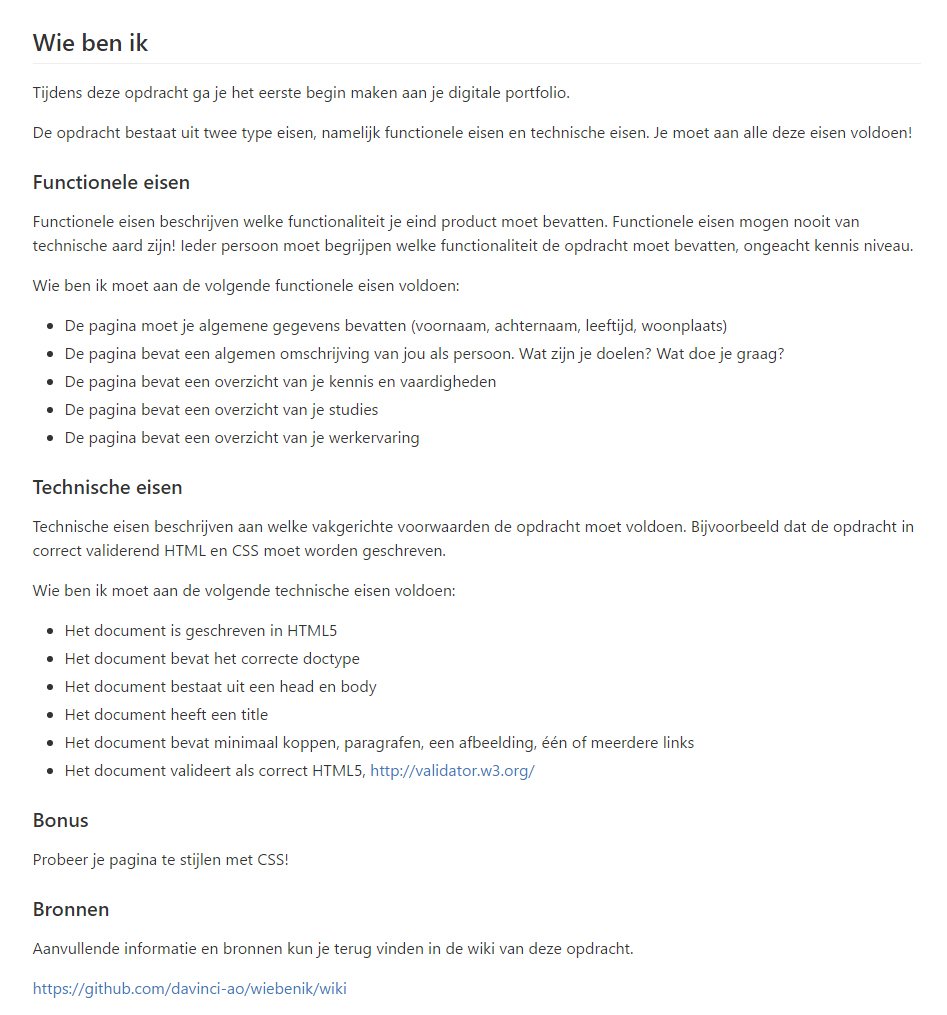 Wie ben ik
Tijdens deze opdracht ga je het eerste begin maken aan je digitale portfolio.
De opdracht bestaat uit twee type eisen, namelijk functionele eisen en technische eisen. Je moet aan alle deze eisen voldoen!
Functionele eisen
Functionele eisen beschrijven welke functionaliteit je eind product moet bevatten. Functionele eisen mogen nooit van
technische aard zijn! Ieder persoon moet begrijpen welke functionaliteit de opdracht moet bevatten, ongeacht kennis niveau.
Wie ben ik moet aan de volgende functionele eisen voldoen:
• De pagina moet je algemene gegevens bevatten (voornaam, achternaam, leeftijd, woonplaats)
• De pagina bevat een algemen omschrijving van jou als persoon. Wat zijn je doelen? Wat doe je graag?
• De pagina bevat een overzicht van je kennis en vaardigheden
• De pagina bevat een overzicht van je studies
• De pagina bevat een overzicht van je werkervaring
Technische eisen
Technische eisen beschrijven aan welke vakgerichte voorwaarden de opdracht moet voldoen. Bijvoorbeeld dat de opdracht in
correct validerend HTML en CSS moet worden geschreven.
Wie ben ik moet aan de volgende technische eisen voldoen:
• Het document is geschreven in HTML5
• Het document bevat het correcte doctype
• Het document bestaat uit een head en body
• Het document heeft een title
• Het document bevat minimaal koppen, paragrafen, een afbeelding, één of meerdere links
• Het document valideert als correct HTML5, http://validator.w3.org/
Bonus
Probeer je pagina te stijlen met CSS!
Bronnen
Aanvullende informatie en bronnen kun je terug vinden in de wiki van deze opdracht.
https://github.com/davinci-ao/wiebenik/wiki